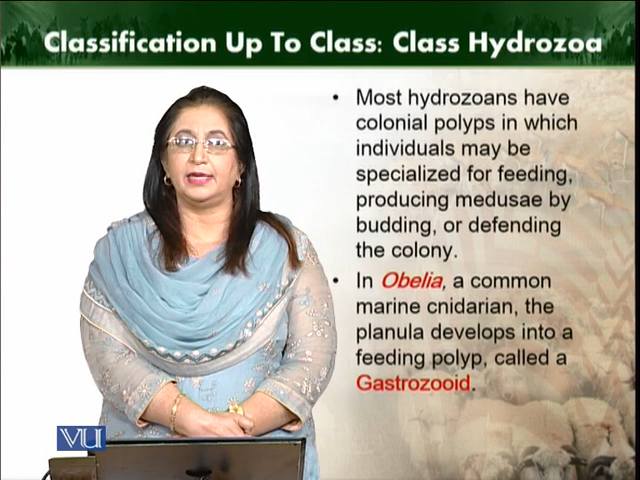 Classification Up To Class: Class Hydrozoa
• Most hydrozoans have
colonial polyps in which
individuals may be
specialized for feeding,
producing medusae by
budding, or defending
the colony.
• In Obelia, a common
marine cnidarian, the
planula develops into a
feeding polyp, called a
Gastrozooid.
VU